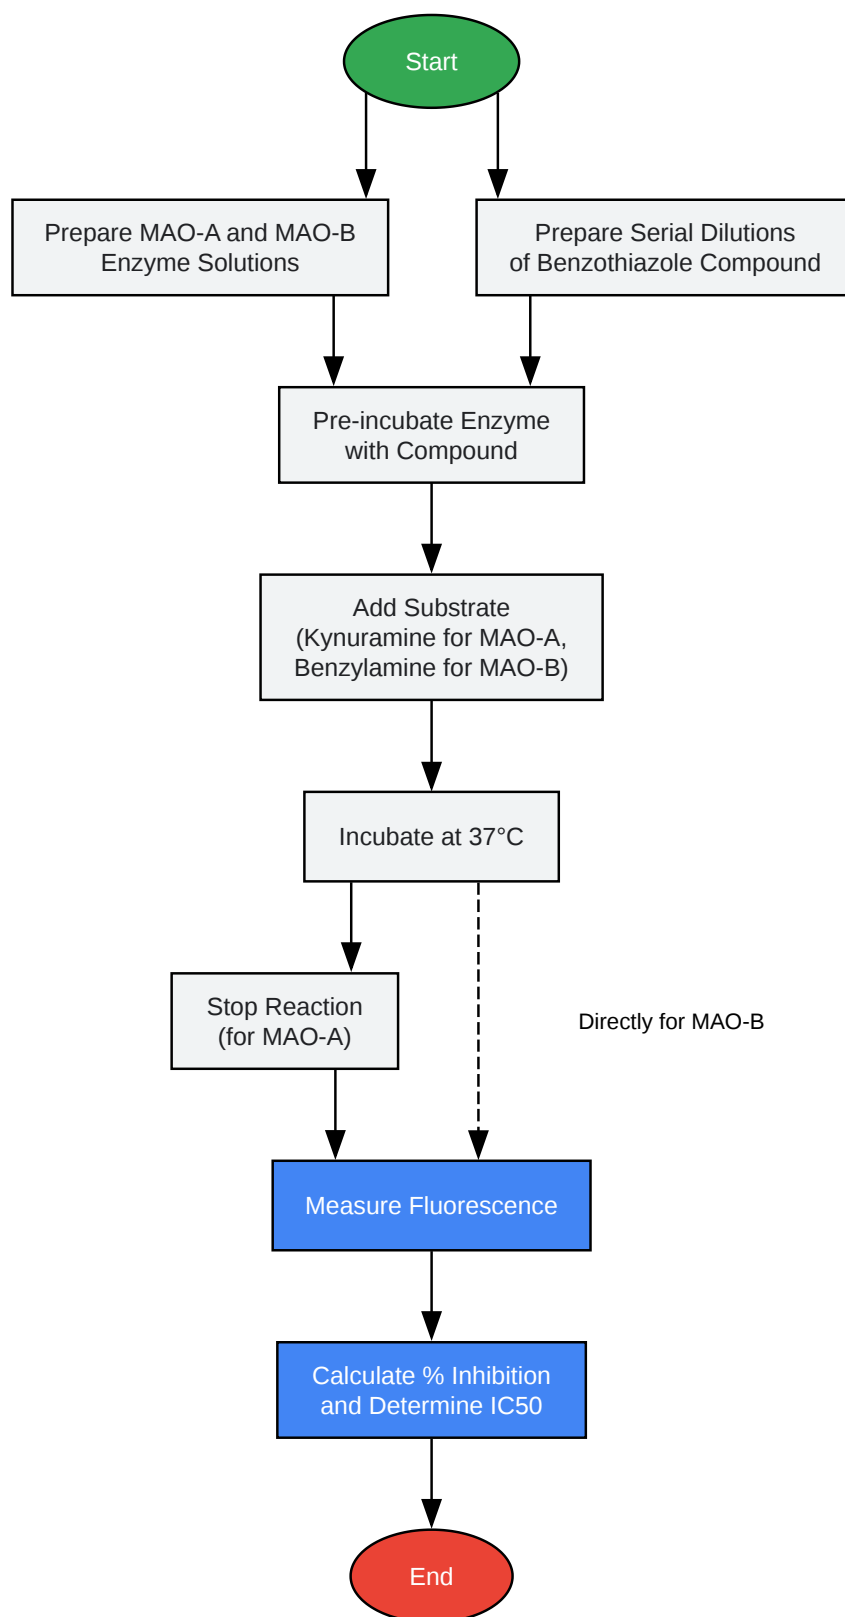 Start
Prepare MAO-A and MAO-B
Enzyme Solutions
Prepare Serial Dilutions
of Benzothiazole Compound
Pre-incubate Enzyme
with Compound
Add Substrate
(Kynuramine for MAO-A,
Benzylamine for MAO-B)
Incubate at 37°C
Stop Reaction
(for MAO-A)
Directly for MAO-B
Measure Fluorescence
Calculate % Inhibition
and Determine IC50
End